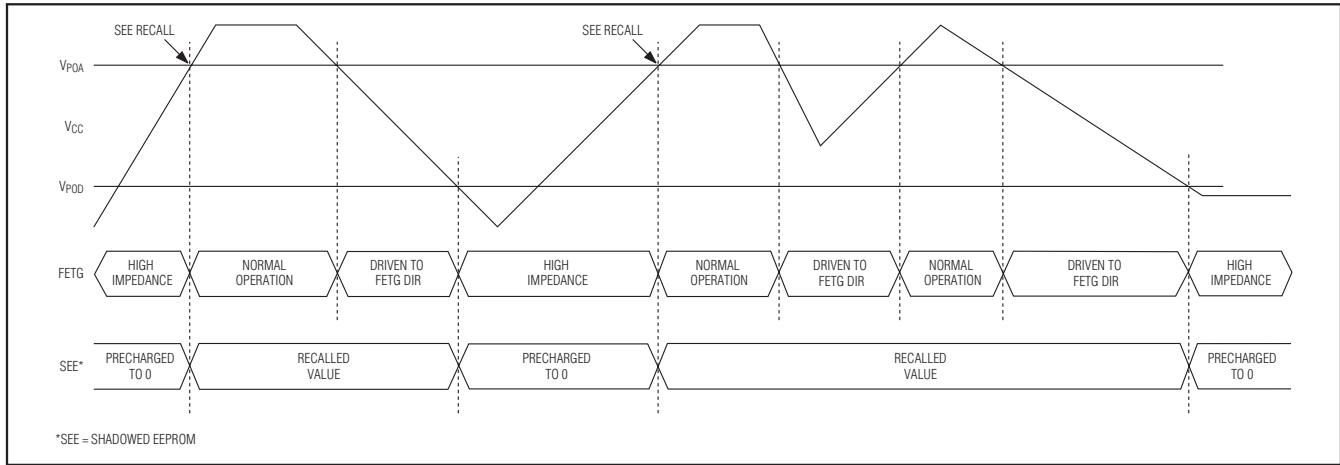 SEE RECALL
SEE RECALL
VPOA
VCC
VPOD
FETG
HIGH
IMPEDANCE
NORMAL
OPERATION
DRIVEN TO
FETG DIR
HIGH
IMPEDANCE
NORMAL
OPERATION
DRIVEN TO
FETG DIR
NORMAL
OPERATION
DRIVEN TO
FETG DIR
HIGH
IMPEDANCE
SEE*
PRECHARGED
TO 0
RECALLED
VALUE
PRECHARGED
TO 0
RECALLED
VALUE
PRECHARGED
TO 0
*SEE = SHADOWED EEPROM